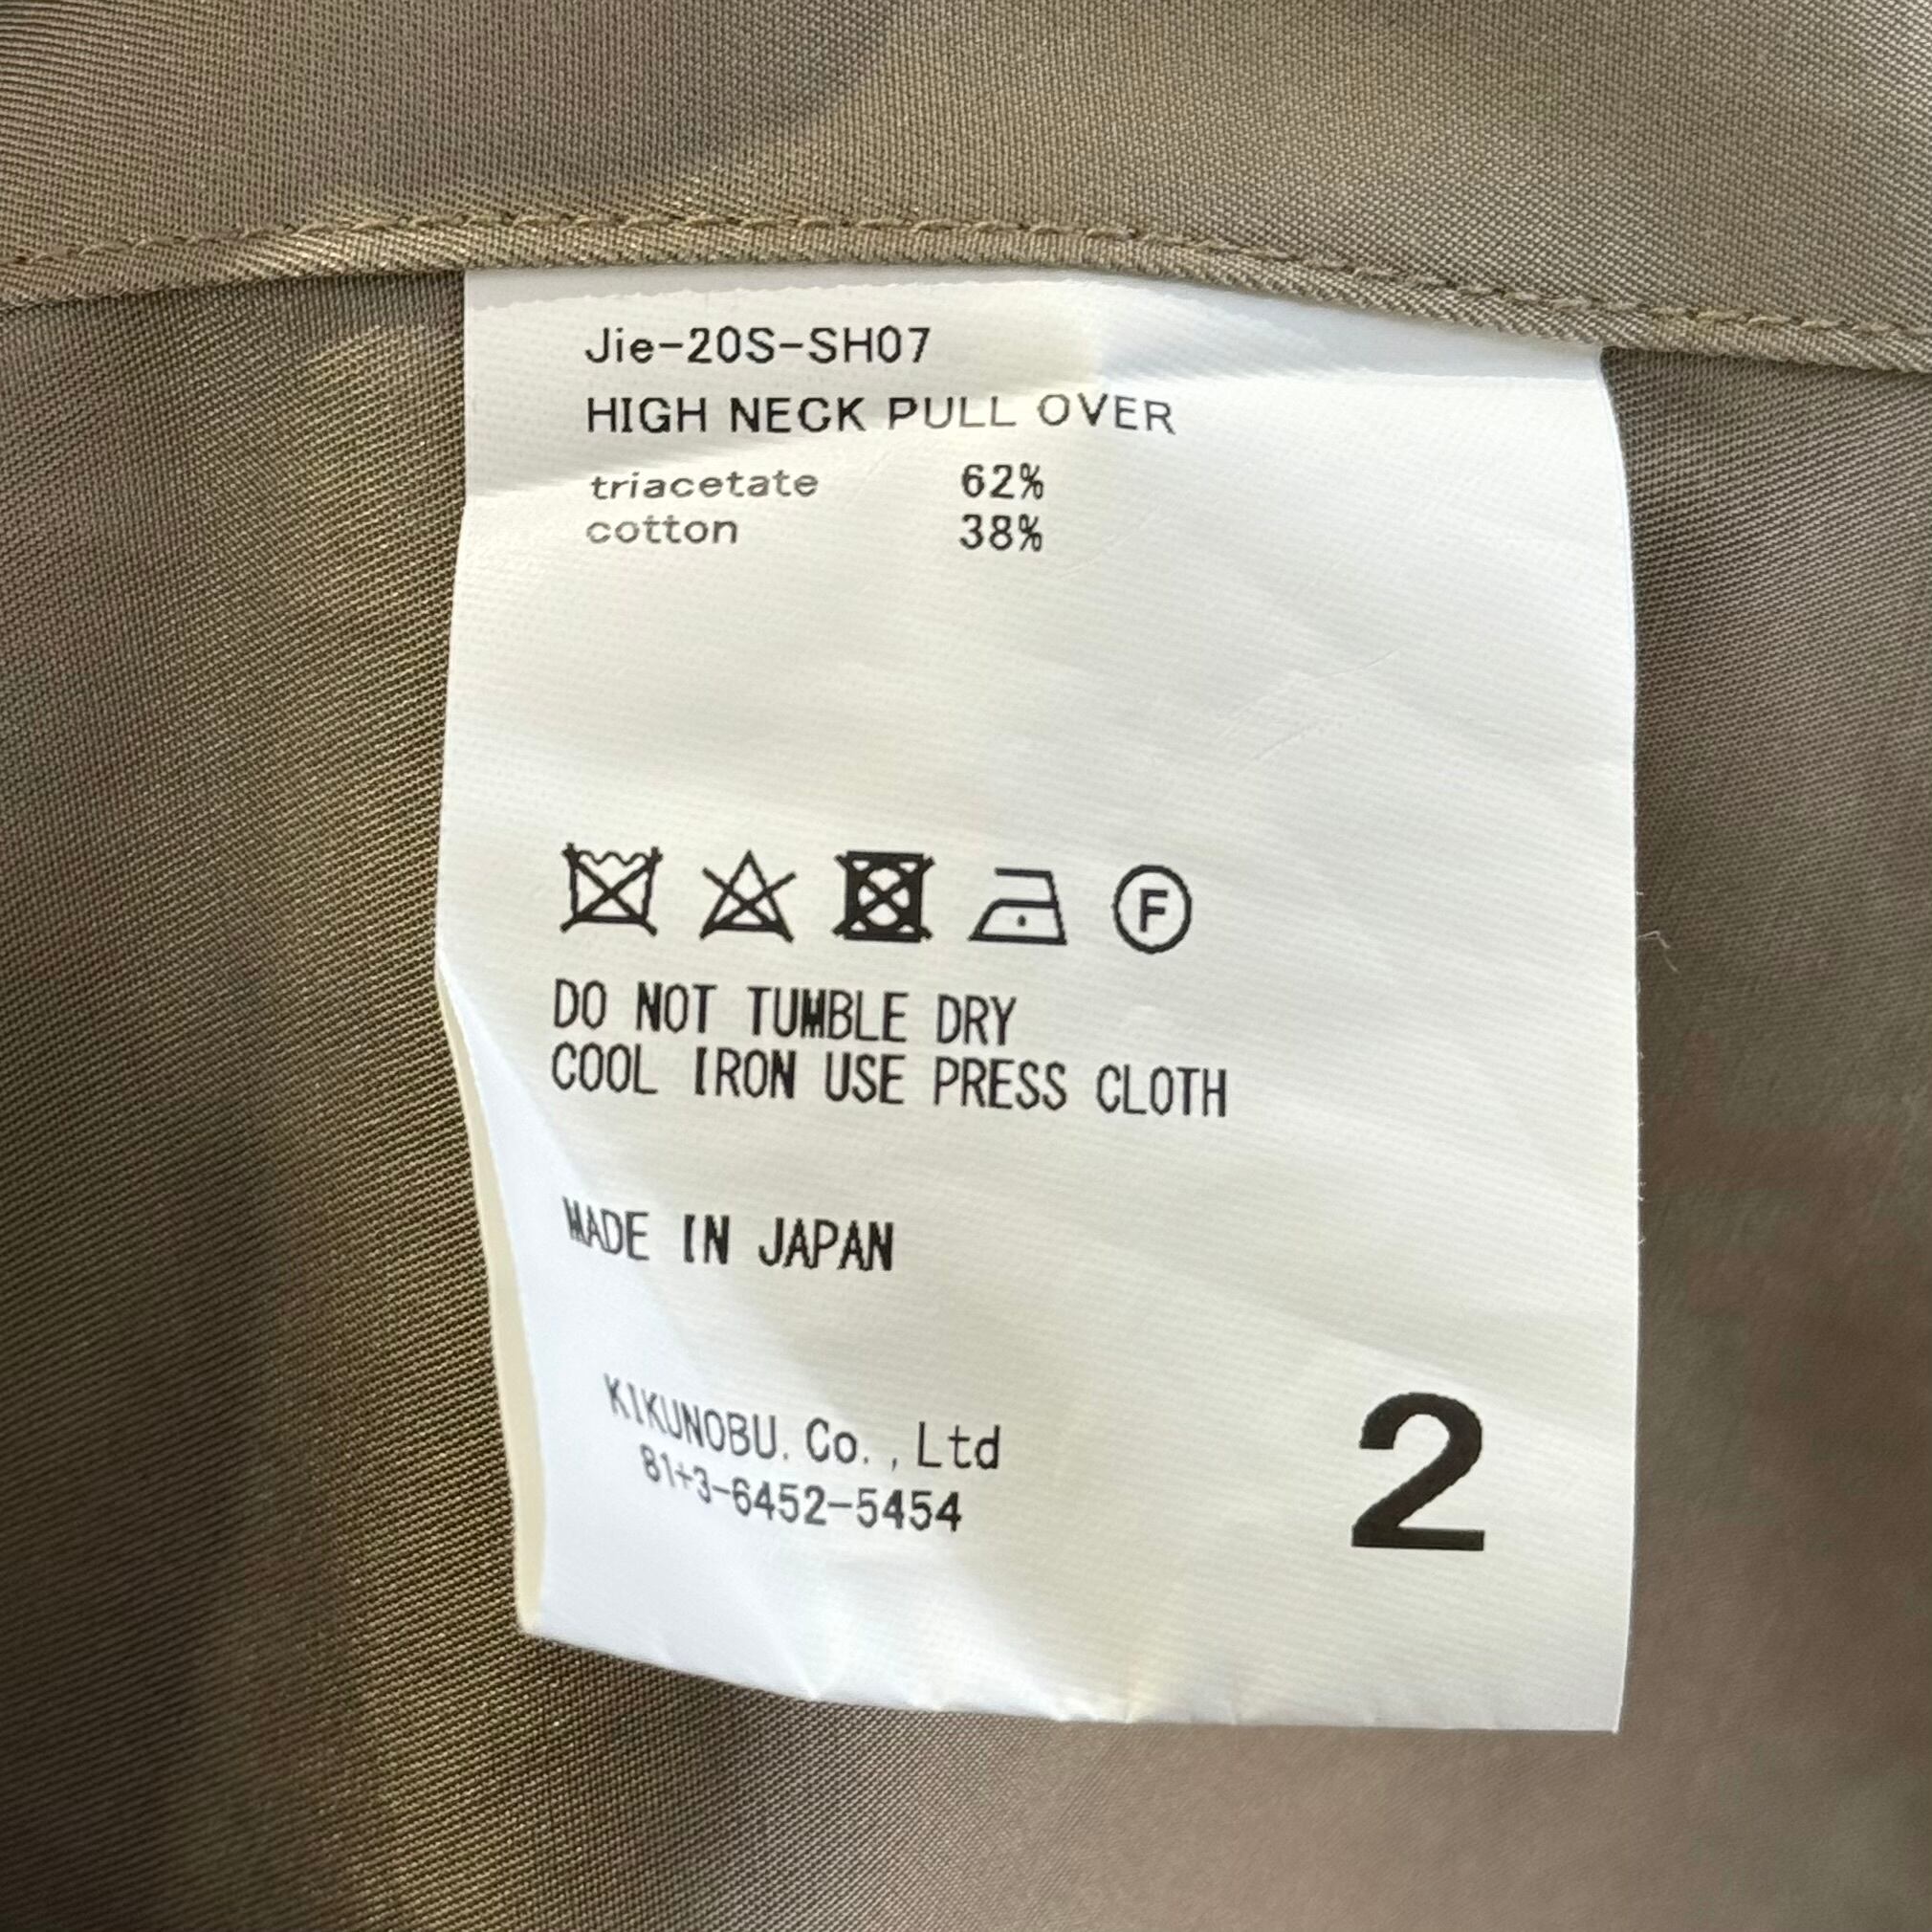 Jie-20S-SH07
HIGH NECK PULL OVER
triacetate 62%
cotton 38%
F
DO NOT TUMBLE DRY
COOL IRON USE PRESS CLOTH
MADE IN JAPAN
KIKUNOBU. Co., Ltd
81+3-6452-5454
2